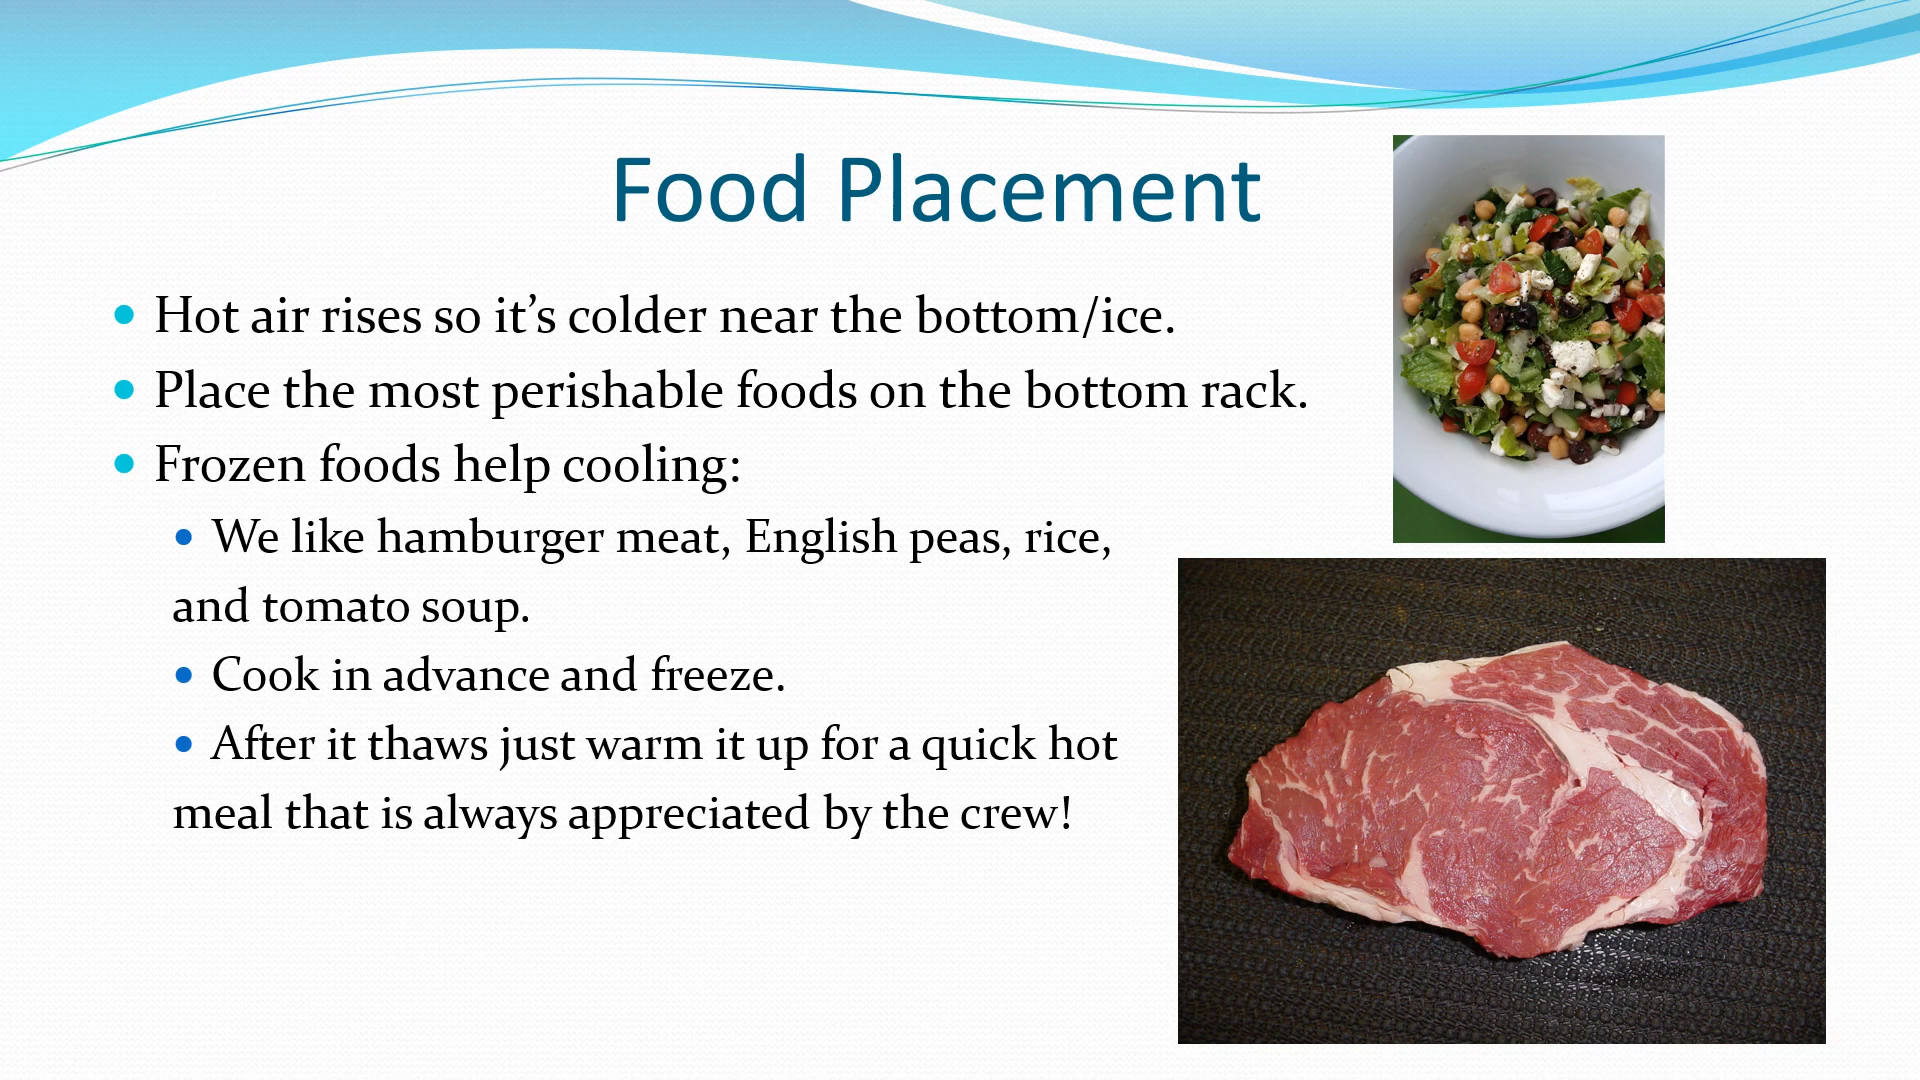 Food Placement
• Hot air rises so it’s colder near the bottom/ice.
• Place the most perishable foods on the bottom rack.
• Frozen foods help cooling:
• We like hamburger meat, English peas, rice,
and tomato soup.
• Cook in advance and freeze.
• After it thaws just warm it up for a quick hot
meal that is always appreciated by the crew!